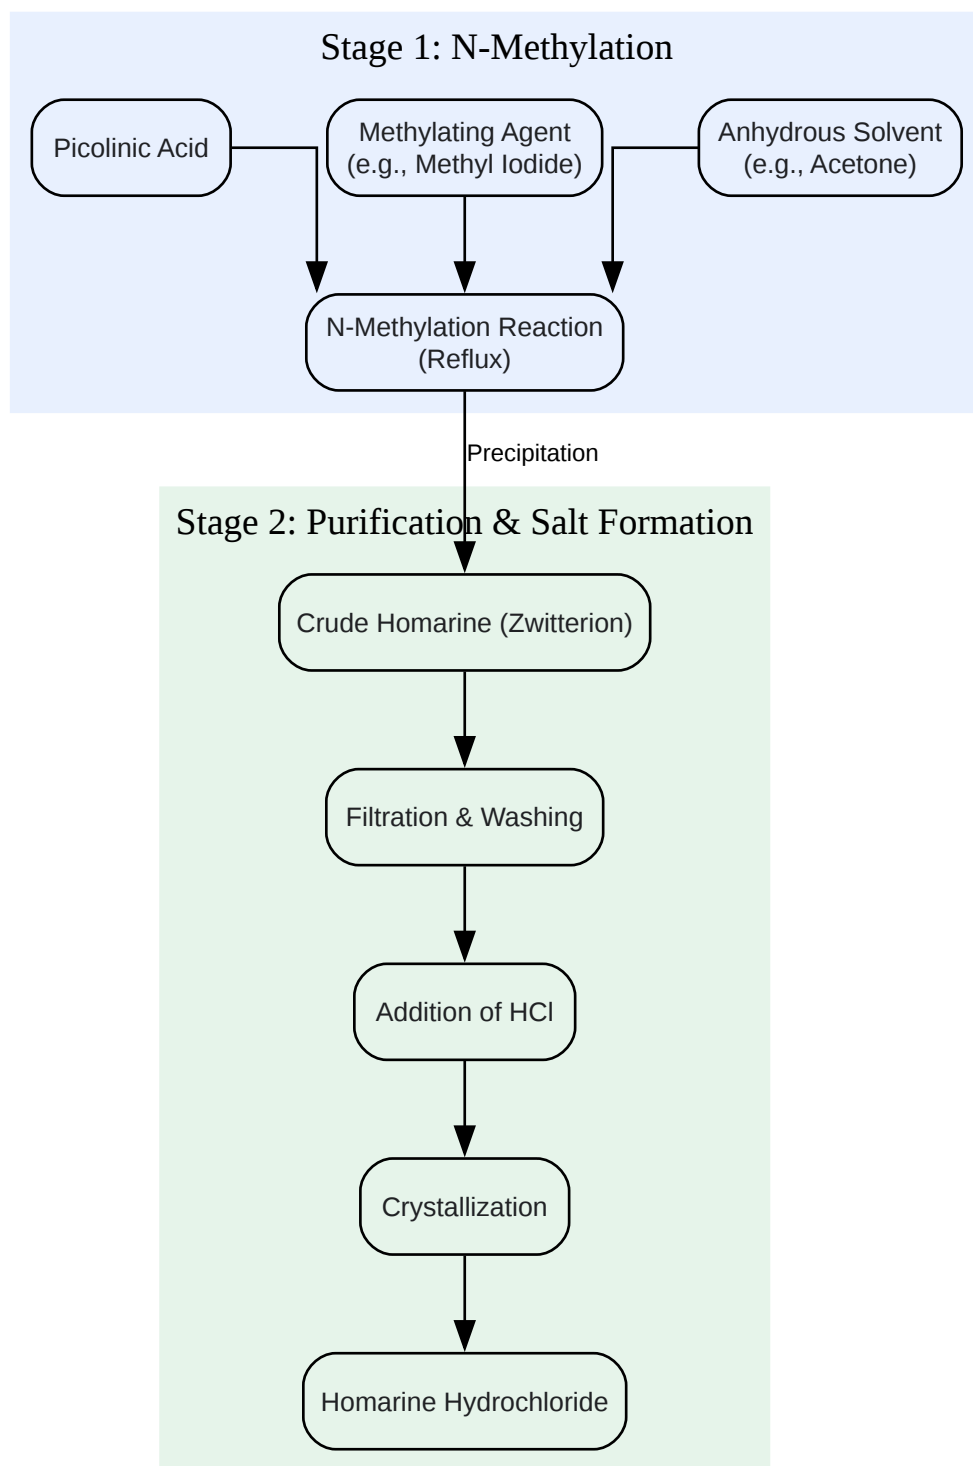 Stage 1: N-Methylation
Picolinic Acid
Methylating Agent
(e.g., Methyl Iodide)
Anhydrous Solvent
(e.g., Acetone)
N-Methylation Reaction
(Reflux)
Precipitation
Stage 2: Purification & Salt Formation
Crude Homarine (Zwitterion)
Filtration & Washing
Addition of HCl
Crystallization
Homarine Hydrochloride